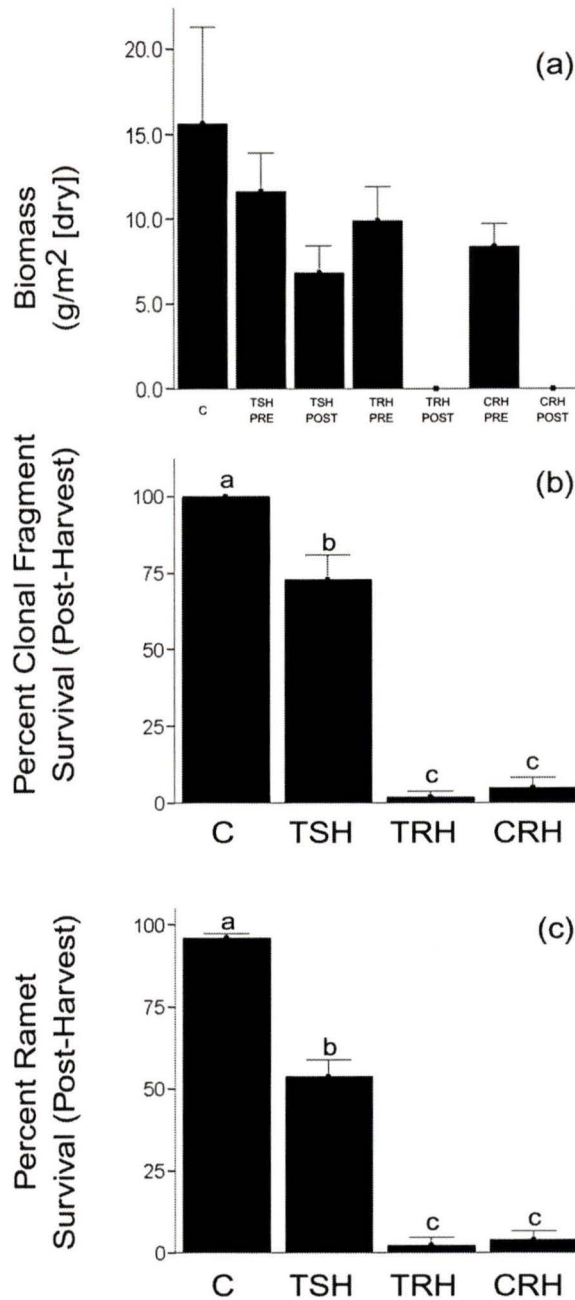 Biomass
(g/m² [dry])
20.0
15.0
10.0
5.0
0.0
(a)
C
TSH
PRE
TSH
POST
TRH
PRE
TRH
POST
CRH
PRE
CRH
POST
Percent Clonal Fragment
Survival (Post-Harvest)
100
75
50
25
0
(b)
a
b
c
c
C TSH TRH CRH
Percent Ramet
Survival (Post-Harvest)
100
75
50
25
0
(c)
a
b
c
c
C TSH TRH CRH